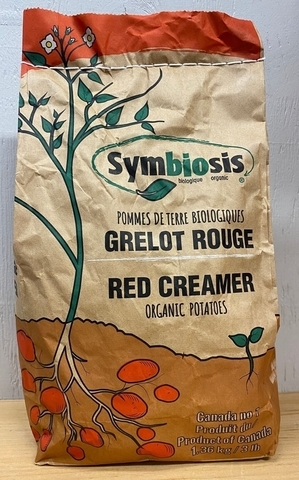 Symbiosis
biologique organic ®
POMMES DE TERRE BIOLOGIQUES
GRELOT ROUGE
RED CREAMER
ORGANIC POTATOES
Canada no 1
Produit du
Product of Canada
1.36 kg / 3 lb